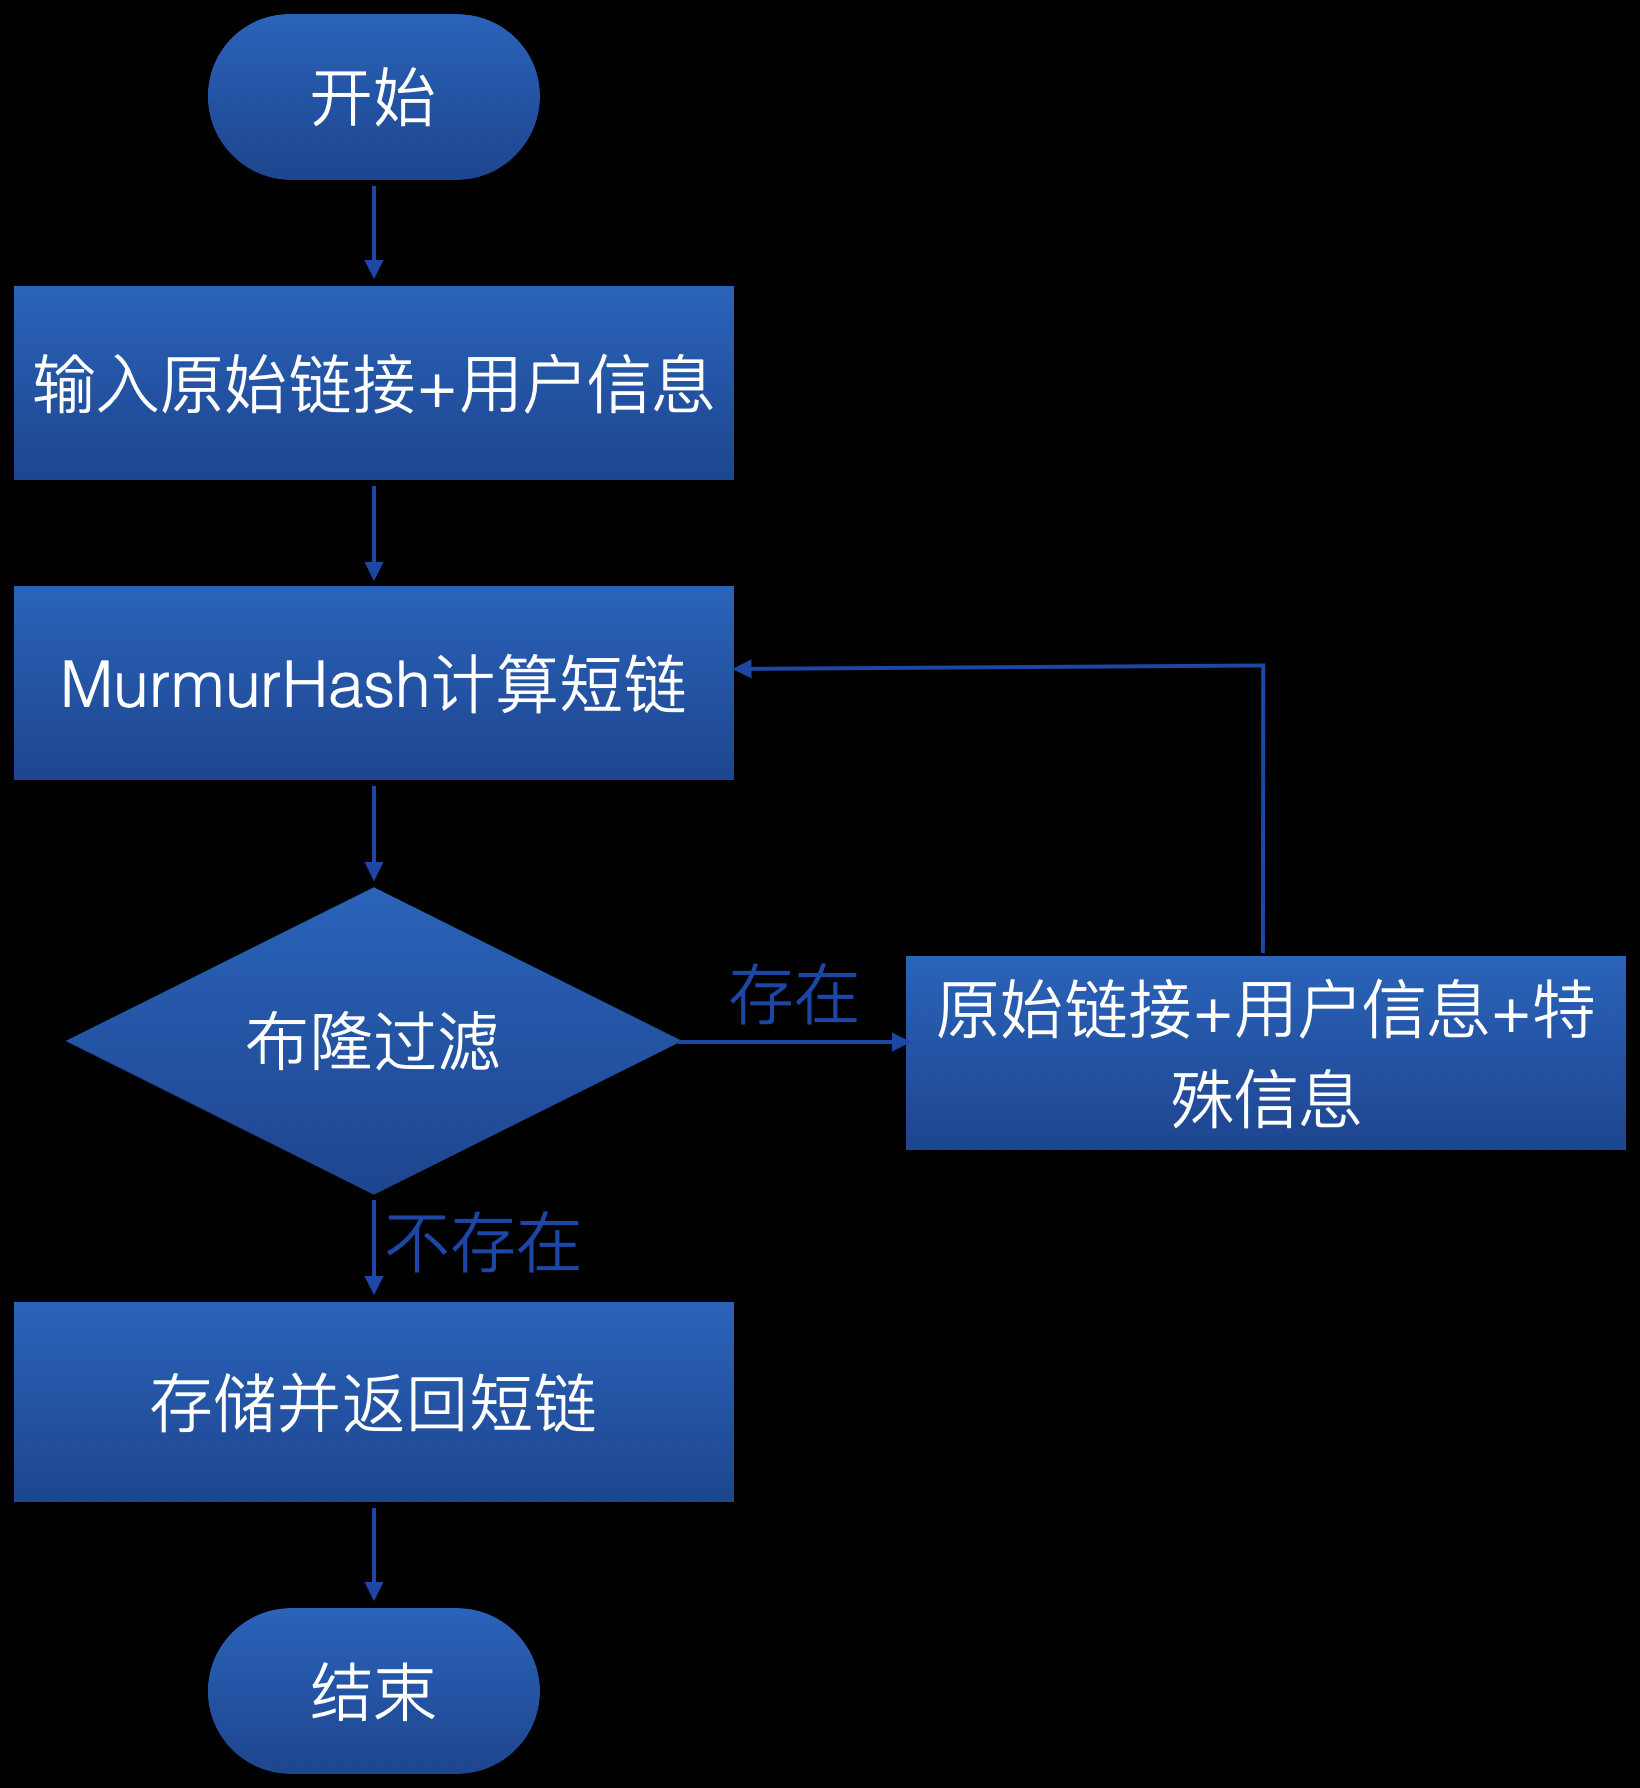 开始
输入原始链接+用户信息
MurmurHash计算短链
布隆过滤
存在
原始链接+用户信息+特
殊信息
不存在
存储并返回短链
结束